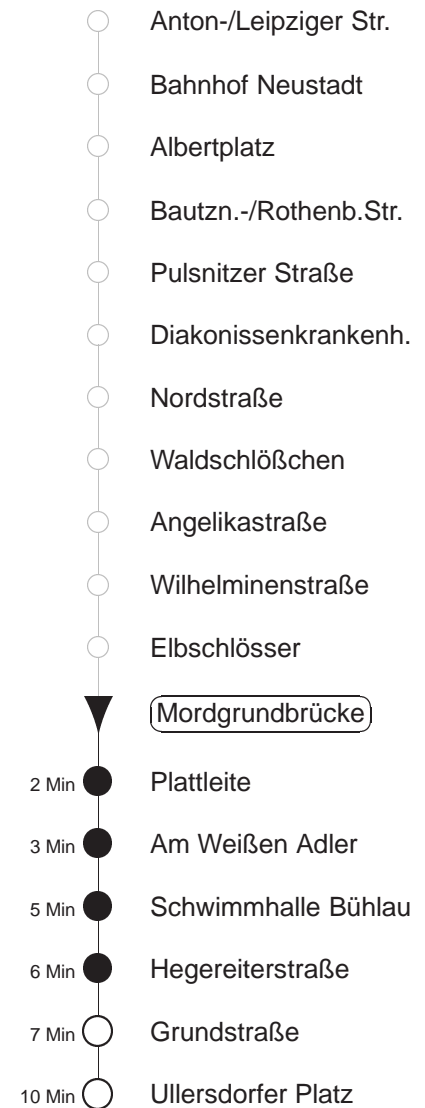 Anton-/Leipziger Str.
Bahnhof Neustadt
Albertplatz
Bautzn.-/Rothenb.Str.
Pulsnitzer Straße
Diakonissenkrankenh.
Nordstraße
Waldschlößchen
Angelikastraße
Wilhelminenstraße
Elbschlösser
Mordgrundbrücke
2 Min Plattleite
3 Min Am Weißen Adler
5 Min Schwimmhalle Bühlau
6 Min Hegereiterstraße
7 Min Grundstraße
10 Min Ullersdorfer Platz